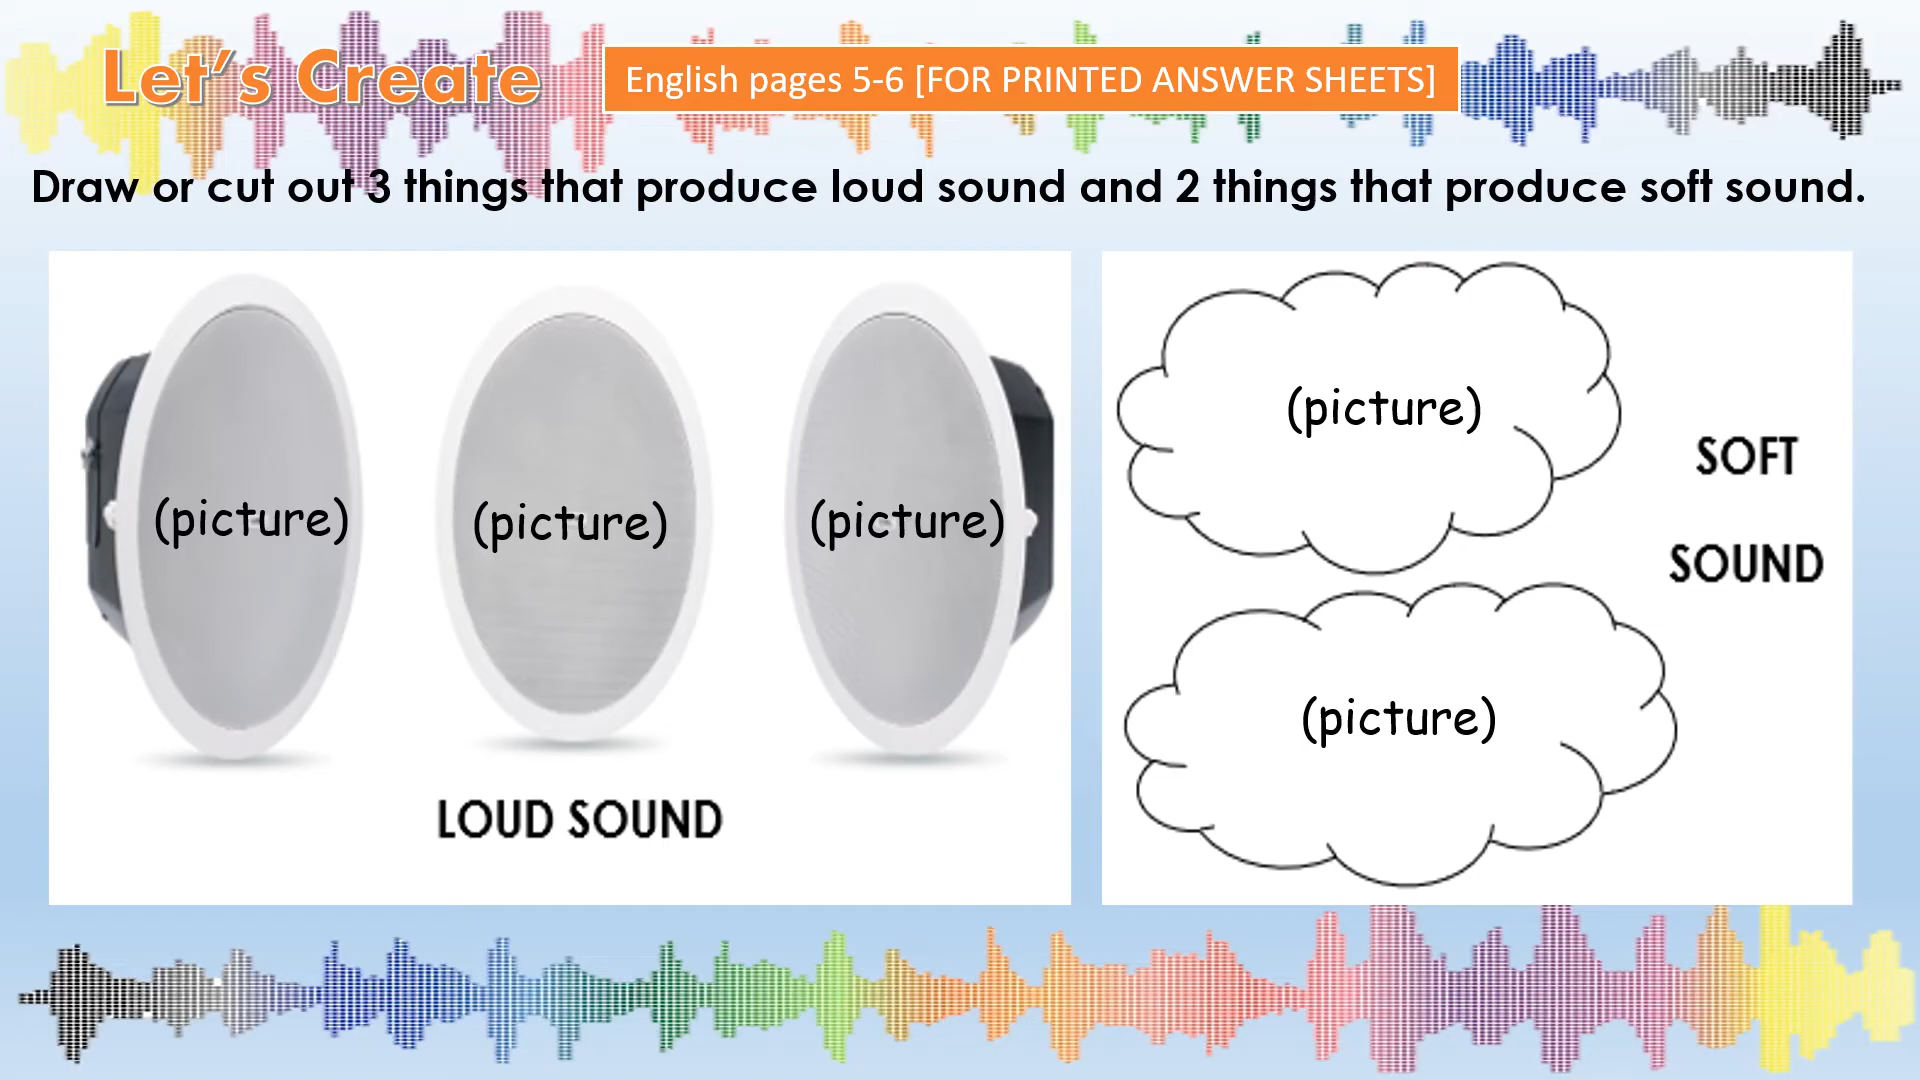 Let's Create
English pages 5-6 [FOR PRINTED ANSWER SHEETS]
Draw or cut out 3 things that produce loud sound and 2 things that produce soft sound.
(picture) (picture) (picture)
LOUD SOUND
(picture)
SOFT
SOUND
(picture)